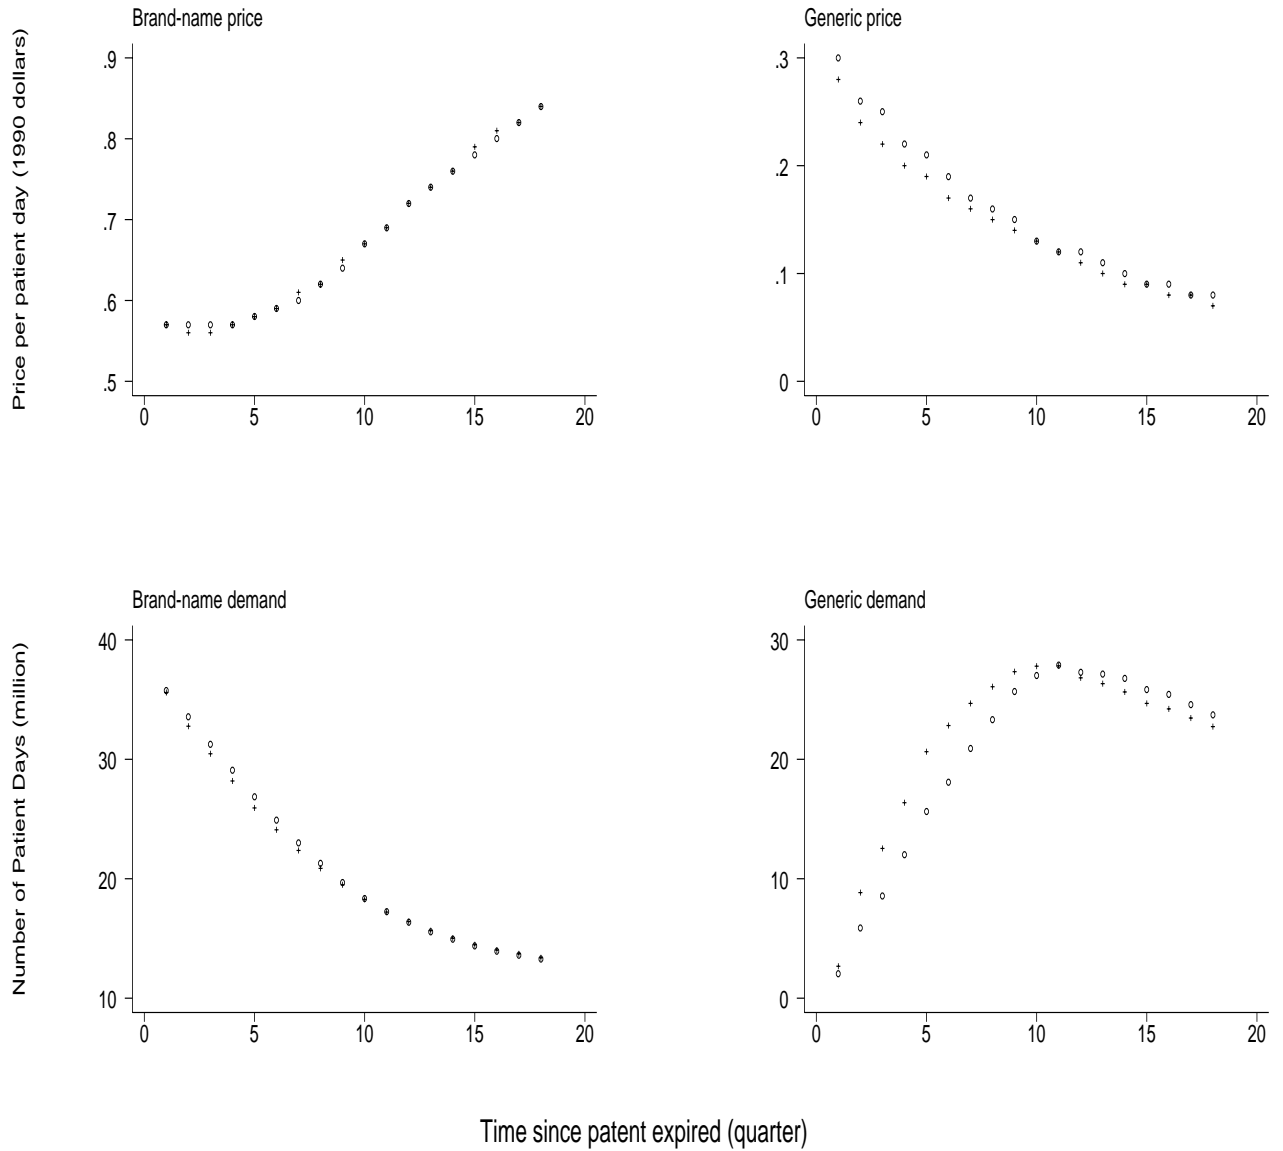 Brand-name price
Price per patient day (1990 dollars)
.9
.8
.7
.6
.5
0 5 10 15 20
Generic price
.3
.2
.1
0
0 5 10 15 20
Brand-name demand
Number of Patient Days (million)
40
30
20
10
0 5 10 15 20
Generic demand
30
20
10
0
0 5 10 15 20
Time since patent expired (quarter)